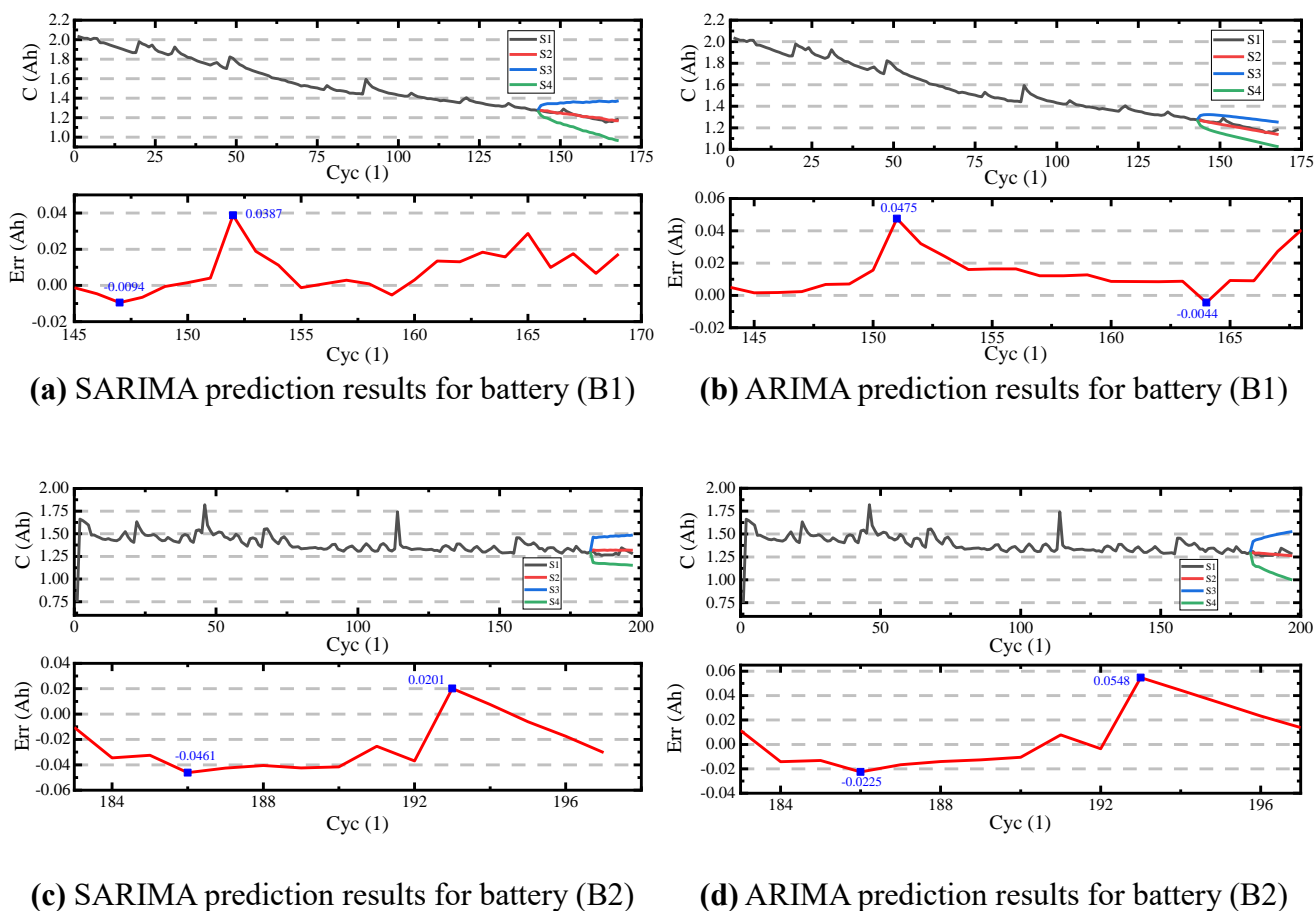 2.2
2.0
1.8
1.6
1.4
1.2
1.0
C (Ah)
S1
S2
S3
S4
0 25 50 75 100 125 150 175
Cyc (1)
0.04
0.02
0.00
-0.02
Err (Ah)
0.0387
-0.0094
145 150 155 160 165 170
Cyc (1)
(a) SARIMA prediction results for battery (B1)
2.2
2.0
1.8
1.6
1.4
1.2
1.0
C (Ah)
S1
S2
S3
S4
0 25 50 75 100 125 150 175
Cyc (1)
0.06
0.04
0.02
0.00
-0.02
Err (Ah)
0.0475
-0.0044
145 150 155 160 165
Cyc (1)
(b) ARIMA prediction results for battery (B1)
2.00
1.75
1.50
1.25
1.00
0.75
C (Ah)
S1
S2
S3
S4
0 50 100 150 200
Cyc (1)
0.04
0.02
0.00
-0.02
-0.04
-0.06
Err (Ah)
0.0201
-0.0461
184 188 192 196
Cyc (1)
(c) SARIMA prediction results for battery (B2)
2.00
1.75
1.50
1.25
1.00
0.75
C (Ah)
S1
S2
S3
S4
0 50 100 150 200
Cyc (1)
0.06
0.04
0.02
0.00
-0.02
-0.04
Err (Ah)
0.0548
-0.0225
184 188 192 196
Cyc (1)
(d) ARIMA prediction results for battery (B2)